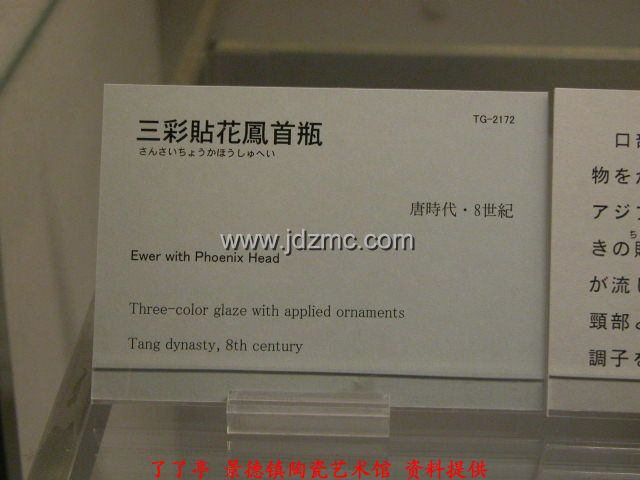 TG-2172
三彩貼花鳳首瓶
さんさいちょうかほうしゅへい
唐時代・8世紀
www.jdzmc.com
Ewer with Phoenix Head
Three-color glaze with applied ornaments
Tang dynasty, 8th century
口
物を
アジ
きの
が流
頸部
調子
了了亭 景德镇陶瓷艺术馆 资料提供